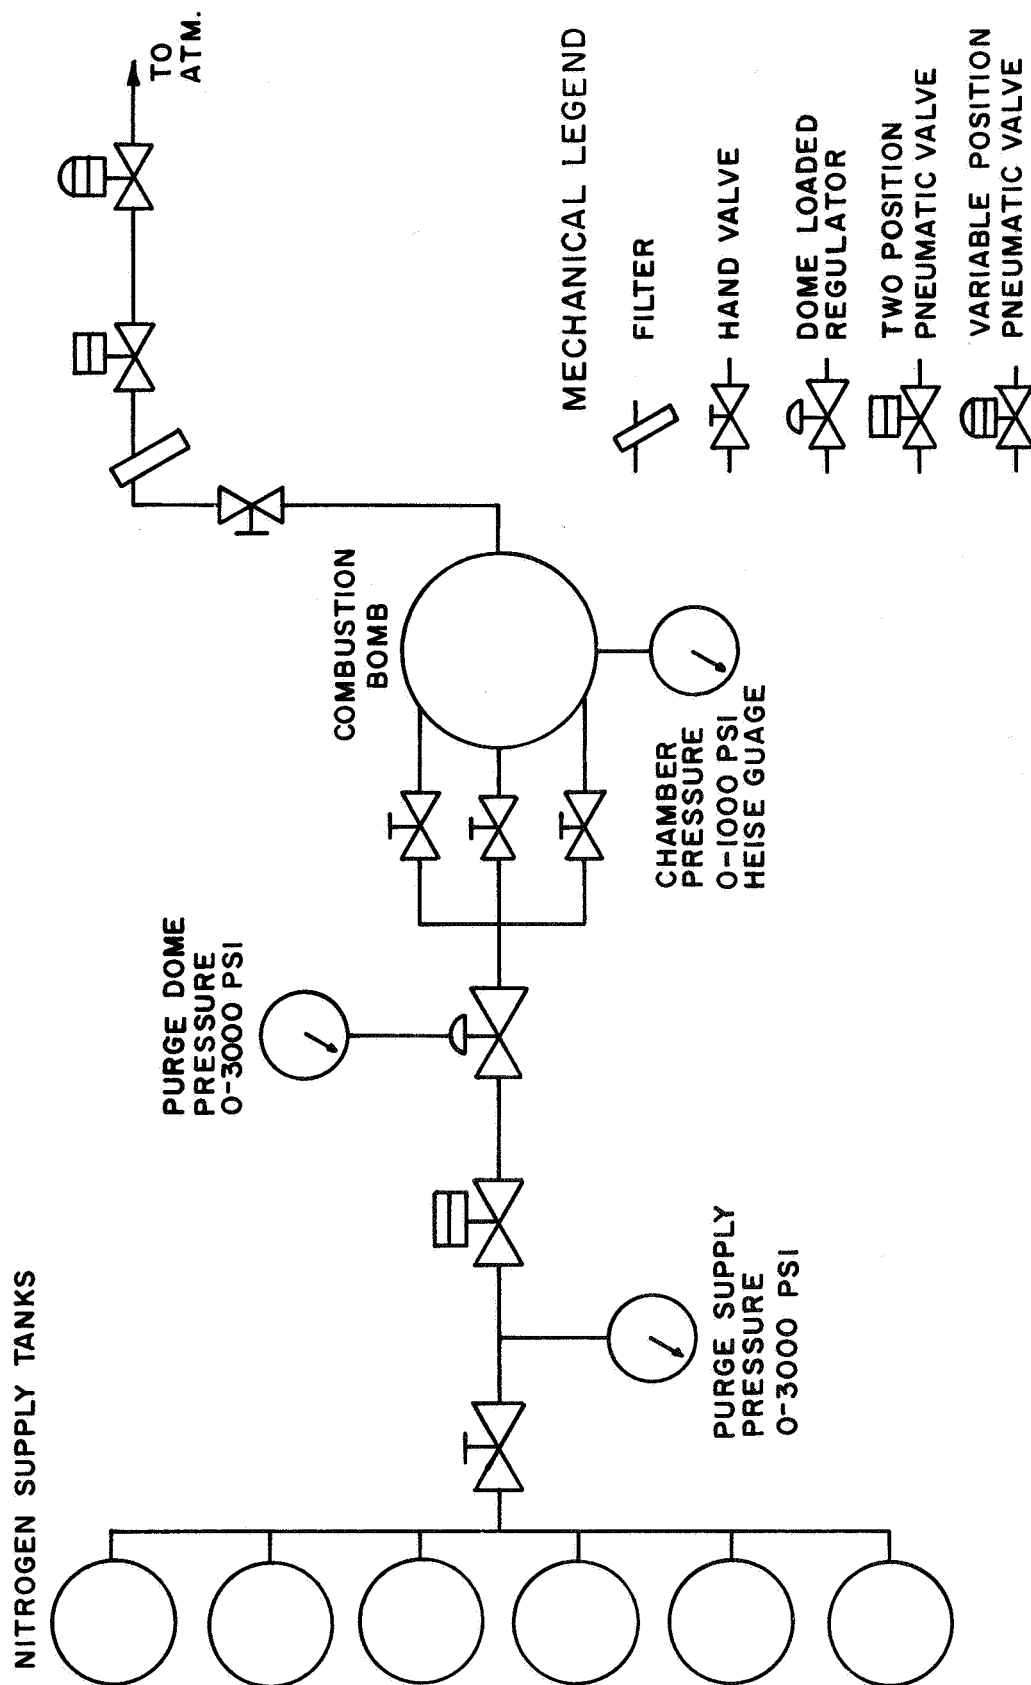 NITROGEN SUPPLY TANKS
PURGE SUPPLY
PRESSURE
0-3000 PSI
PURGE DOME
PRESSURE
0-3000 PSI
COMBUSTION
BOMB
CHAMBER
PRESSURE
0-1000 PSI
HEISE GUAGE
TO
ATM.
MECHANICAL LEGEND
FILTER
HAND VALVE
DOME LOADED
REGULATOR
TWO POSITION
PNEUMATIC VALVE
VARIABLE POSITION
PNEUMATIC VALVE